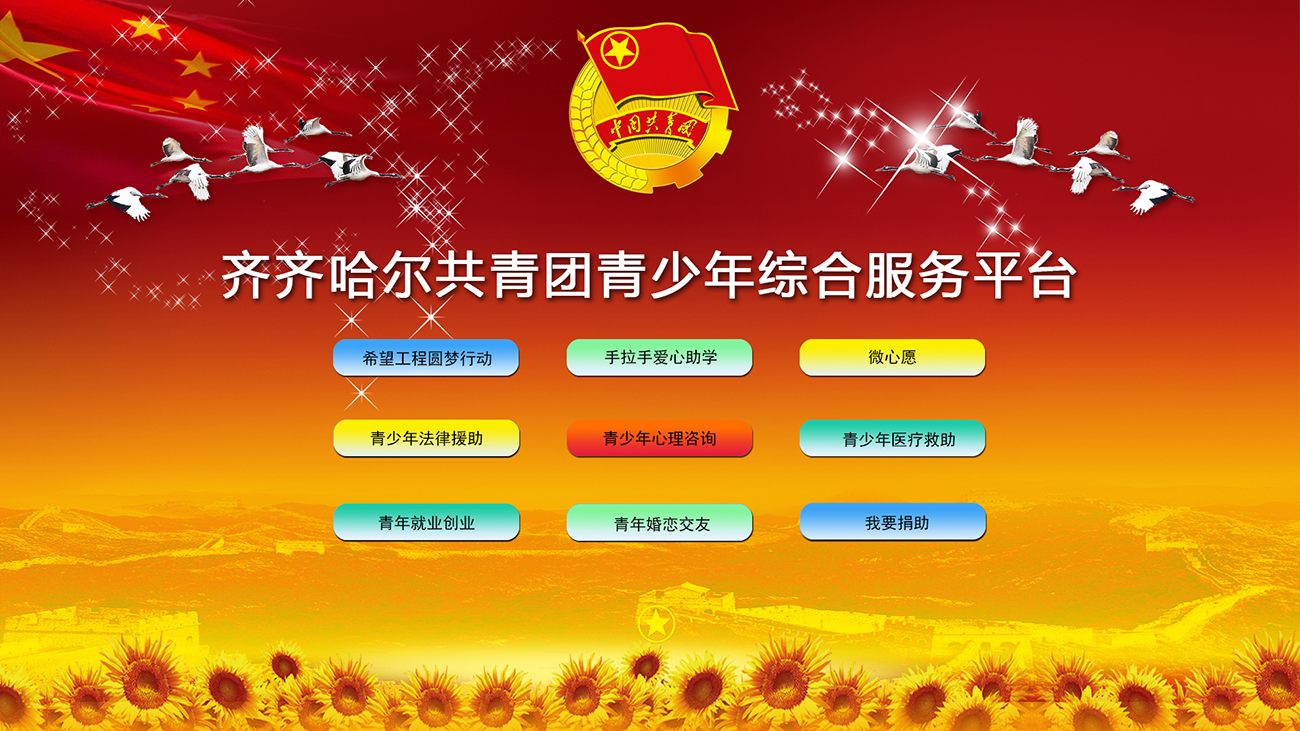 中国共青团
齐齐哈尔共青团青少年综合服务平台
希望工程圆梦行动 手拉手爱心助学 微心愿
青少年法律援助 青少年心理咨询 青少年医疗救助
青年就业创业 青年婚恋交友 我要捐助